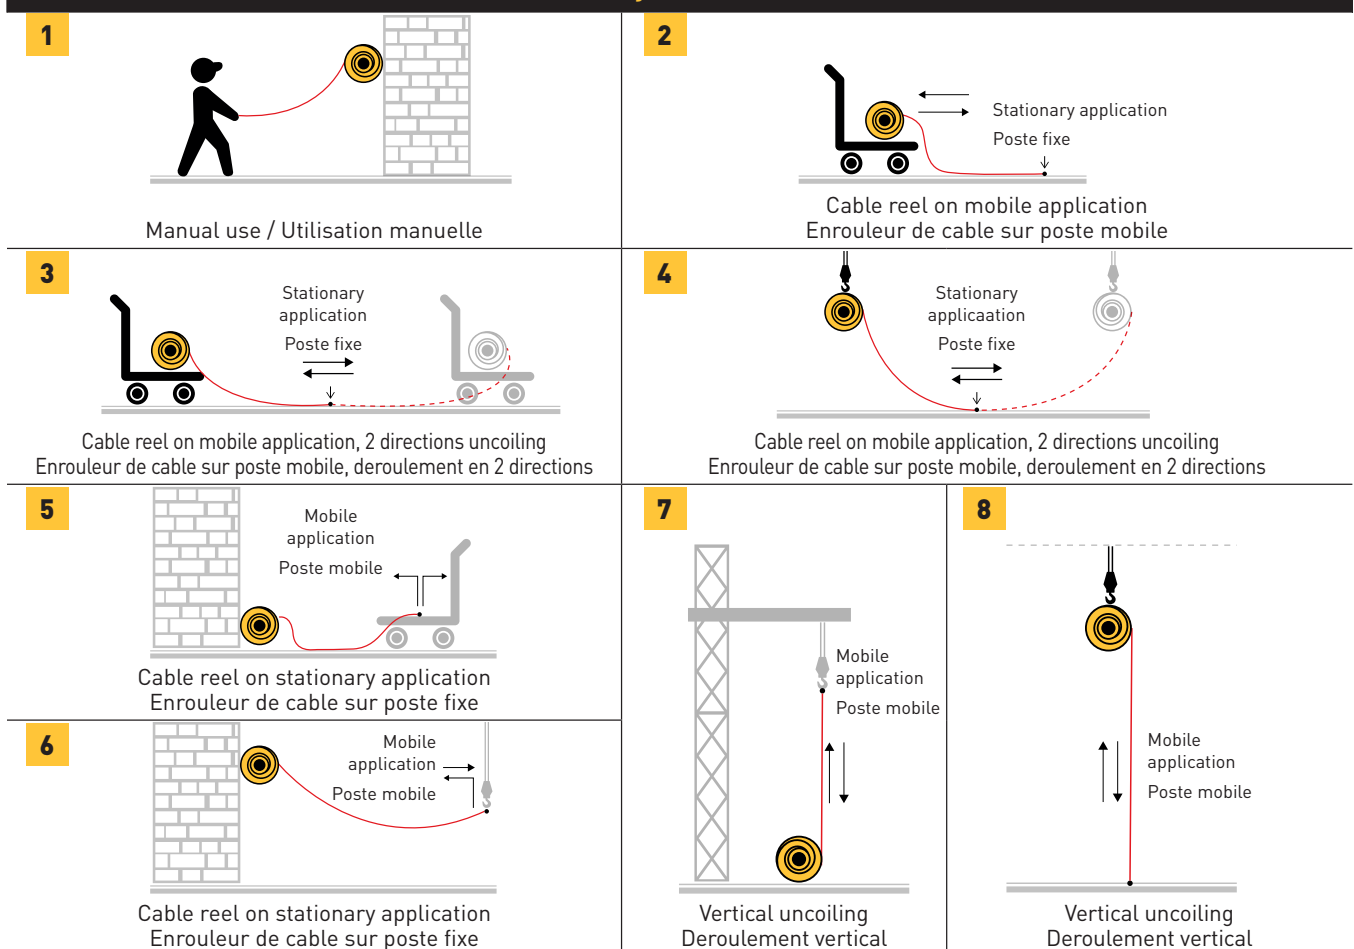 1
Manual use / Utilisation manuelle
2
Stationary application
Poste fixe
Cable reel on mobile application
Enrouleur de cable sur poste mobile
3
Stationary
application
Poste fixe
Cable reel on mobile application, 2 directions uncoiling
Enrouleur de cable sur poste mobile, deroulement en 2 directions
4
Stationary
applicaation
Poste fixe
Cable reel on mobile application, 2 directions uncoiling
Enrouleur de cable sur poste mobile, deroulement en 2 directions
5
Mobile
application
Poste mobile
Cable reel on stationary application
Enrouleur de cable sur poste fixe
6
Mobile
application
Poste mobile
Cable reel on stationary application
Enrouleur de cable sur poste fixe
7
Mobile
application
Poste mobile
Vertical uncoiling
Deroulement vertical
8
Mobile
application
Poste mobile
Vertical uncoiling
Deroulement vertical